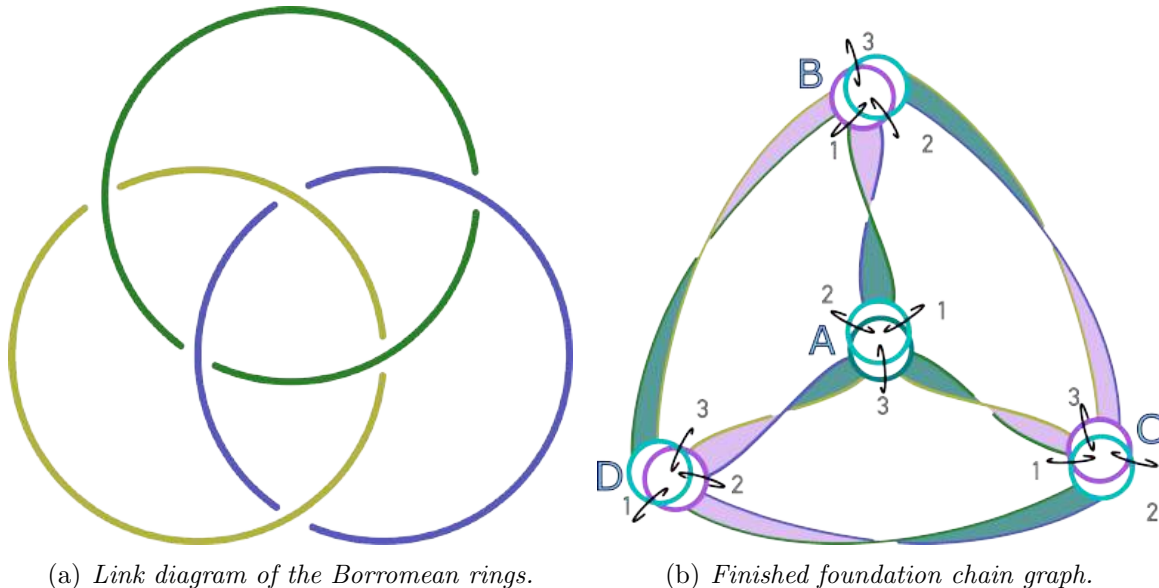 3
B
1
2
2
1
A
3
3
3
C
D
1
2
1
2
(a) Link diagram of the Borromean rings.
(b) Finished foundation chain graph.